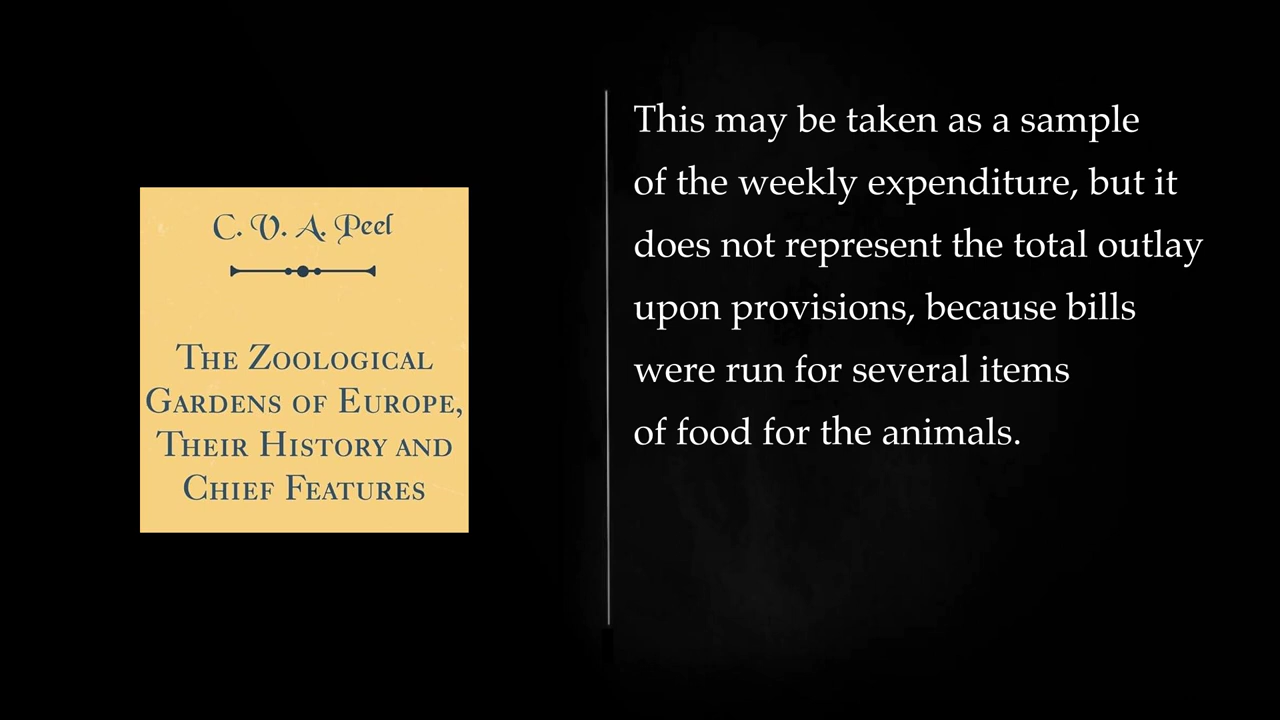 C. V. A. Peel
The Zoological
Gardens of Europe,
Their History and
Chief Features
This may be taken as a sample
of the weekly expenditure, but it
does not represent the total outlay
upon provisions, because bills
were run for several items
of food for the animals.